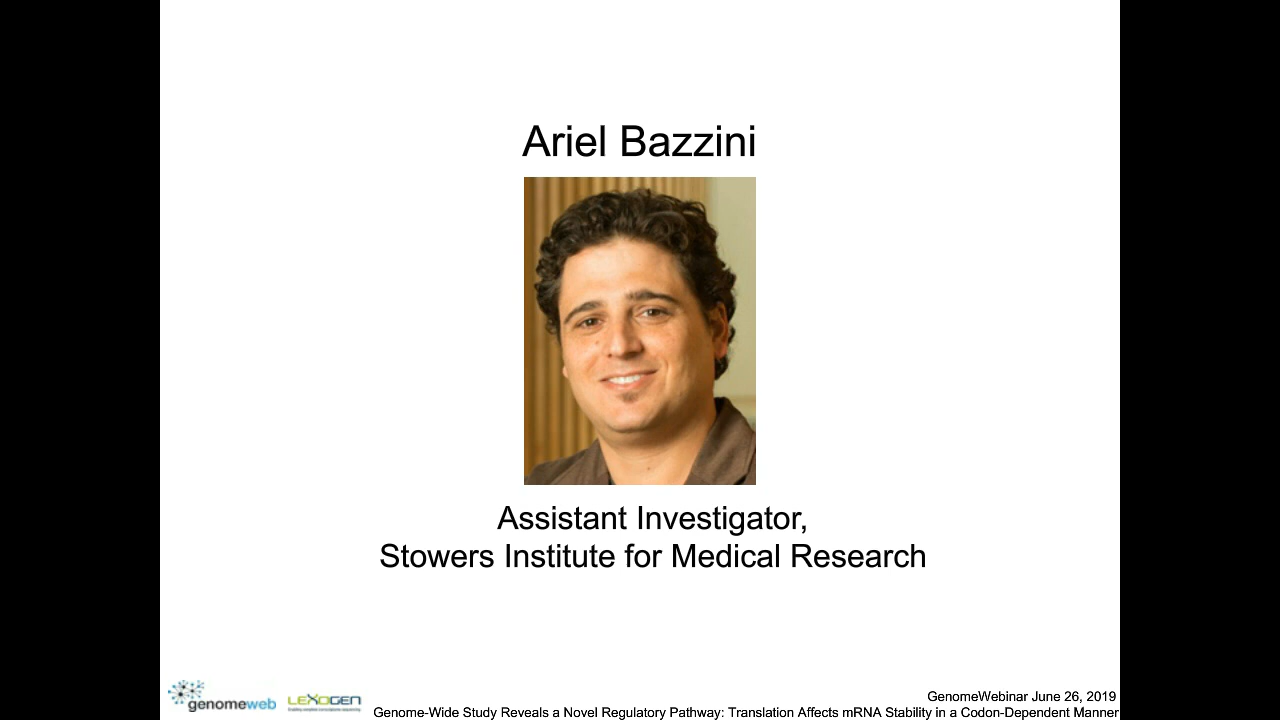 Ariel Bazzini
Assistant Investigator,
Stowers Institute for Medical Research
genomeweb
LEXOGEN
GenomeWebinar June 26, 2019
Genome-Wide Study Reveals a Novel Regulatory Pathway: Translation Affects mRNA Stability in a Codon-Dependent Manner